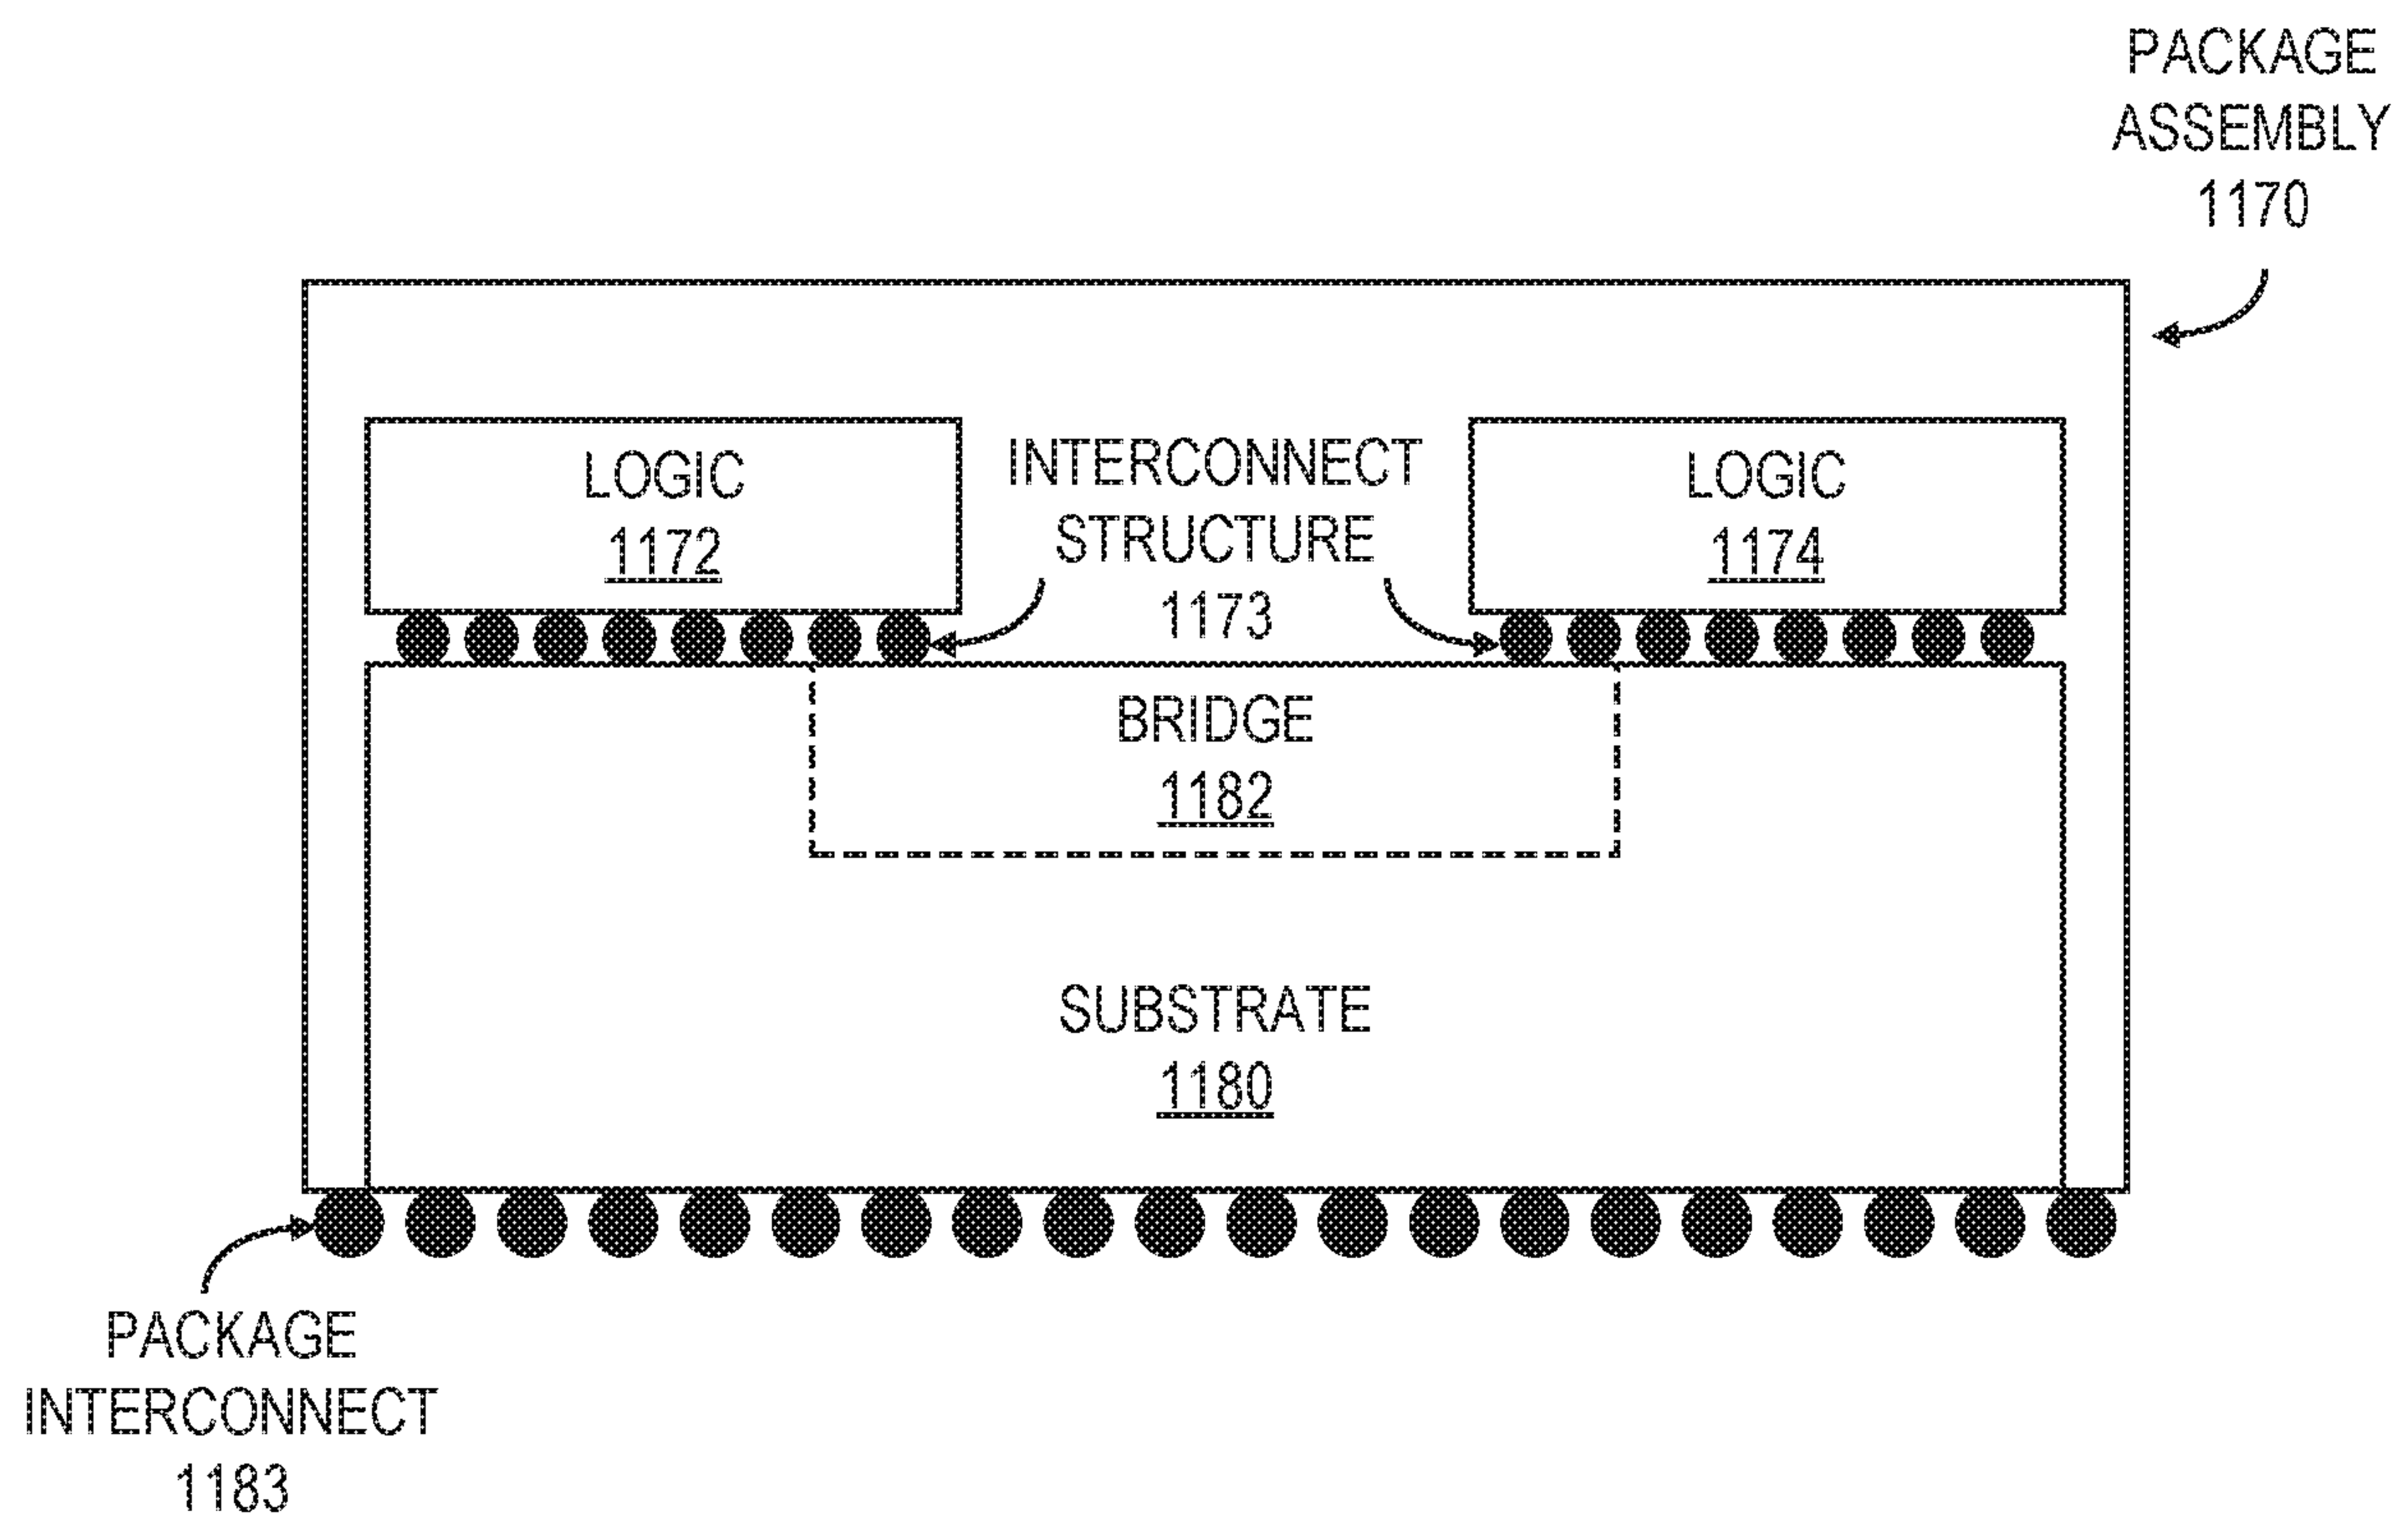 PACKAGE
ASSEMBLY
1170
LOGIC
1172
INTERCONNECT
STRUCTURE
1173
LOGIC
1174
BRIDGE
1182
SUBSTRATE
1180
PACKAGE
INTERCONNECT
1183